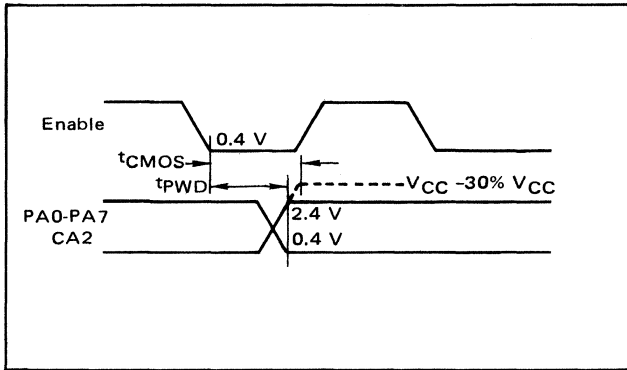 Enable
0.4 V
tCMOS
tPWD
VCC -30% VCC
PA0-PA7
CA2
2.4 V
0.4 V